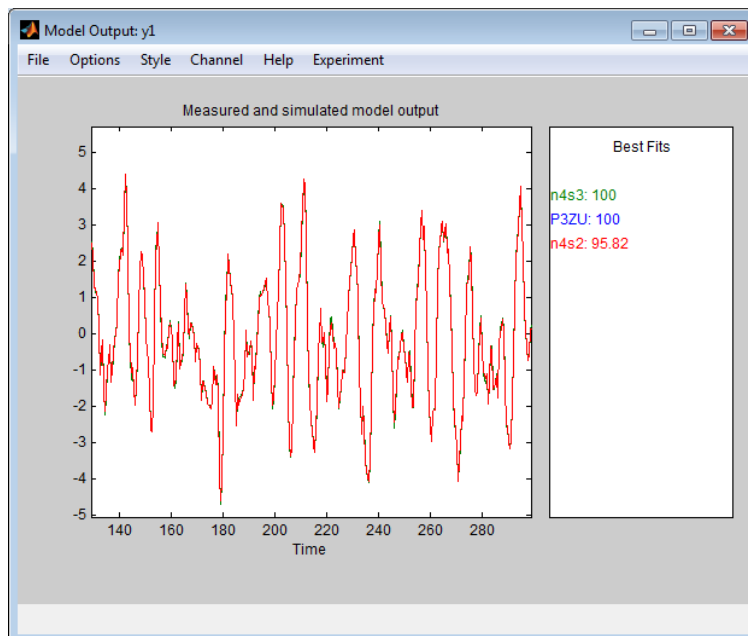 Model Output: y1
File Options Style Channel Help Experiment
Measured and simulated model output
5
4
3
2
1
0
-1
-2
-3
-4
-5
140 160 180 200 220 240 260 280
Time
Best Fits
n4s3: 100
P3ZU: 100
n4s2: 95.82